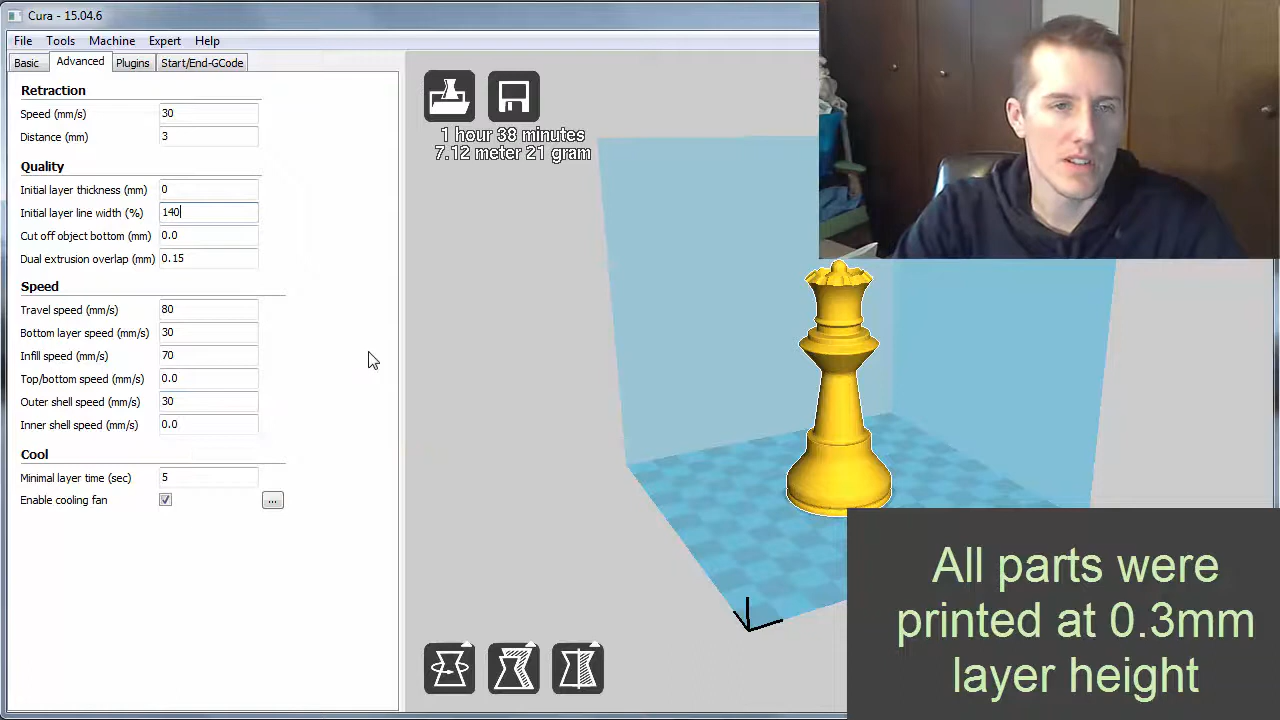 Cura - 15.04.6
File Tools Machine Expert Help
Basic Advanced Plugins Start/End-GCode
Retraction
Speed (mm/s) 30
Distance (mm) 3
Quality
Initial layer thickness (mm) 0
Initial layer line width (%) 140
Cut off object bottom (mm) 0.0
Dual extrusion overlap (mm) 0.15
Speed
Travel speed (mm/s) 80
Bottom layer speed (mm/s) 30
Infill speed (mm/s) 70
Top/bottom speed (mm/s) 0.0
Outer shell speed (mm/s) 30
Inner shell speed (mm/s) 0.0
Cool
Minimal layer time (sec) 5
Enable cooling fan ...
1 hour 38 minutes
7.12 meter 21 gram
All parts were
printed at 0.3mm
layer height